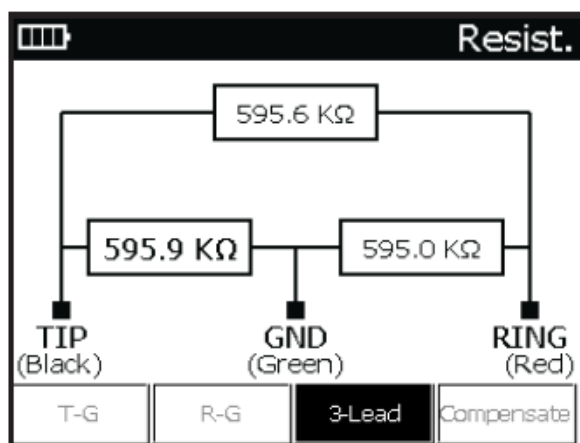 Resist.
595.6 KΩ
595.9 KΩ 595.0 KΩ
TIP GND RING
(Black) (Green) (Red)
T-G R-G 3-Lead Compensate